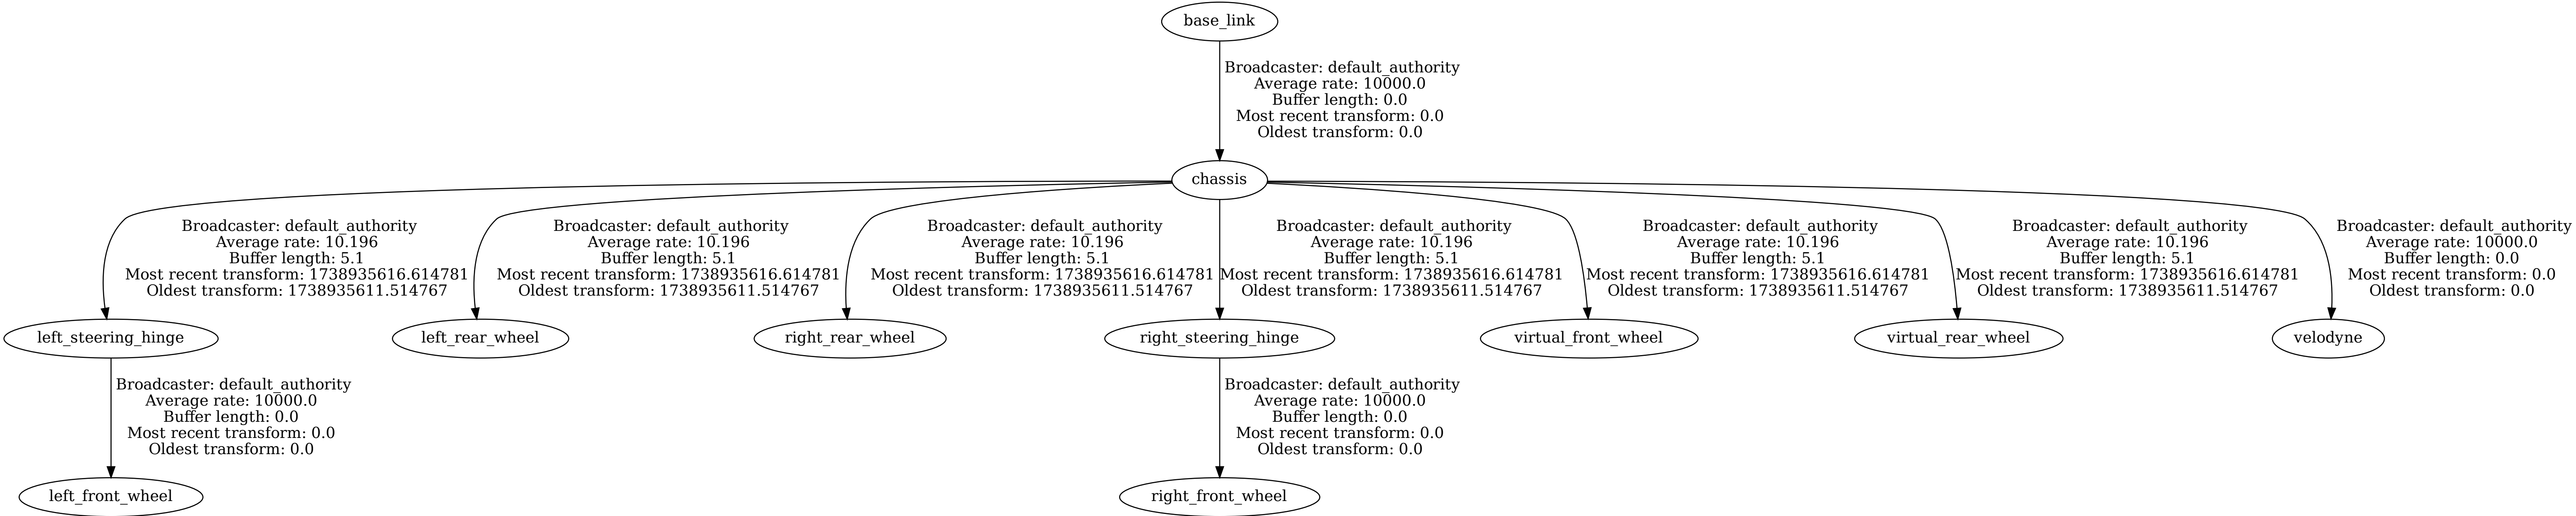 base_link
Broadcaster: default_authority
Average rate: 10000.0
Buffer length: 0.0
Most recent transform: 0.0
Oldest transform: 0.0
chassis
Broadcaster: default_authority
Average rate: 10.196
Buffer length: 5.1
Most recent transform: 1738935616.614781
Oldest transform: 1738935611.514767
Broadcaster: default_authority
Average rate: 10.196
Buffer length: 5.1
Most recent transform: 1738935616.614781
Oldest transform: 1738935611.514767
Broadcaster: default_authority
Average rate: 10.196
Buffer length: 5.1
Most recent transform: 1738935616.614781
Oldest transform: 1738935611.514767
Broadcaster: default_authority
Average rate: 10.196
Buffer length: 5.1
Most recent transform: 1738935616.614781
Oldest transform: 1738935611.514767
Broadcaster: default_authority
Average rate: 10.196
Buffer length: 5.1
Most recent transform: 1738935616.614781
Oldest transform: 1738935611.514767
Broadcaster: default_authority
Average rate: 10.196
Buffer length: 5.1
Most recent transform: 1738935616.614781
Oldest transform: 1738935611.514767
Broadcaster: default_authority
Average rate: 10000.0
Buffer length: 0.0
Most recent transform: 0.0
Oldest transform: 0.0
left_steering_hinge
left_rear_wheel
right_rear_wheel
right_steering_hinge
virtual_front_wheel
virtual_rear_wheel
velodyne
Broadcaster: default_authority
Average rate: 10000.0
Buffer length: 0.0
Most recent transform: 0.0
Oldest transform: 0.0
Broadcaster: default_authority
Average rate: 10000.0
Buffer length: 0.0
Most recent transform: 0.0
Oldest transform: 0.0
left_front_wheel
right_front_wheel